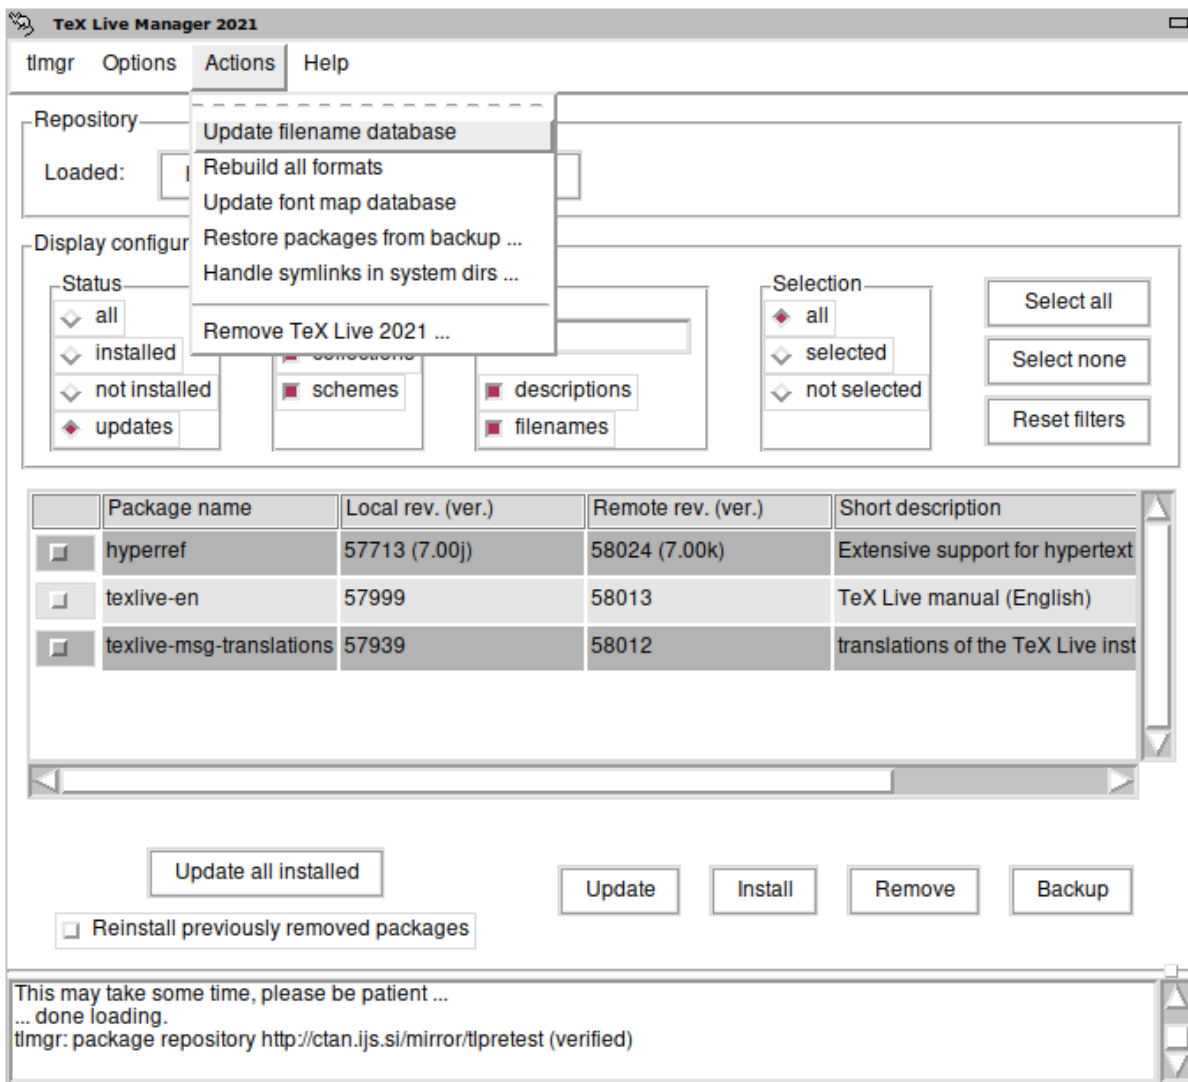 TeX Live Manager 2021
tlmgr Options Actions Help
Repository
Update filename database
Loaded:
Rebuild all formats
Update font map database
Restore packages from backup ...
Handle symlinks in system dirs ...
Remove TeX Live 2021 ...
Display configur
Status
all
installed
not installed
updates
collections
schemes
descriptions
filenames
Selection
all
selected
not selected
Select all
Select none
Reset filters
Package name Local rev. (ver.) Remote rev. (ver.) Short description
hyperref 57713 (7.00j) 58024 (7.00k) Extensive support for hypertext
texlive-en 57999 58013 TeX Live manual (English)
texlive-msg-translations 57939 58012 translations of the TeX Live inst
Update all installed
Update Install Remove Backup
Reinstall previously removed packages
This may take some time, please be patient ...
... done loading.
tlmgr: package repository http://ctan.ijs.si/mirror/tlpretest (verified)